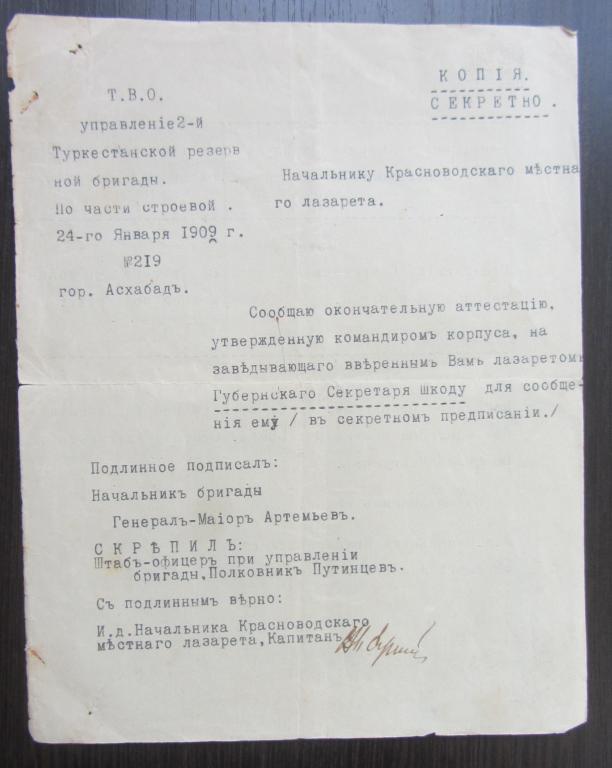 КОПІЯ.
СЕКРЕТНО.
Т.В.О.
управленіе 2-й
Туркестанской резерв
ной бригады.
По части строевой .
24-го Января 1909 г.
№219
гор. Асхабадъ.
Начальнику Красноводскаго мѣстна
го лазарета.
Сообщаю окончательную аттестацію,
утвержденную командиромъ корпуса, на
завѣдывающаго ввѣреннымъ Вамъ лазаретомъ
Губернскаго Секретаря Шкоду для сообще-
нія ему / въ секретномъ предписаніи./
Подлинное подписалъ:
Начальникъ бригады
Генералъ-Маіоръ Артемьев.
СКРѢПИЛЪ:
Штабъ-офицеръ при управленіи
бригады,Полковникъ Путинцев.
Съ подлиннымъ вѣрно:
И.д.Начальника Красноводскаго
мѣстнаго лазарета,Капитанъ